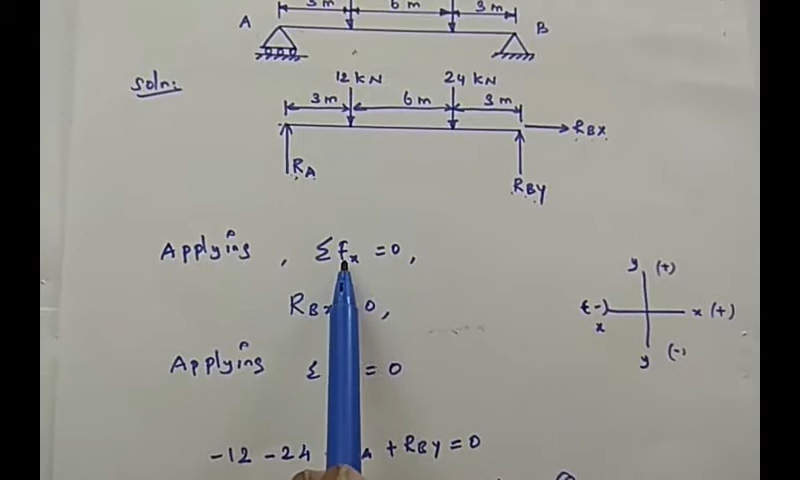 3m 6m 3m
A B
Soln:
12 kN 24 kN
3m 6m 3m
RBX
RA
RBY
Applying, ΣFx = 0,
y (+)
RBx 0,
(-) x x (+)
Applying Σ = 0
y (-)
-12 -24 A + RBY = 0